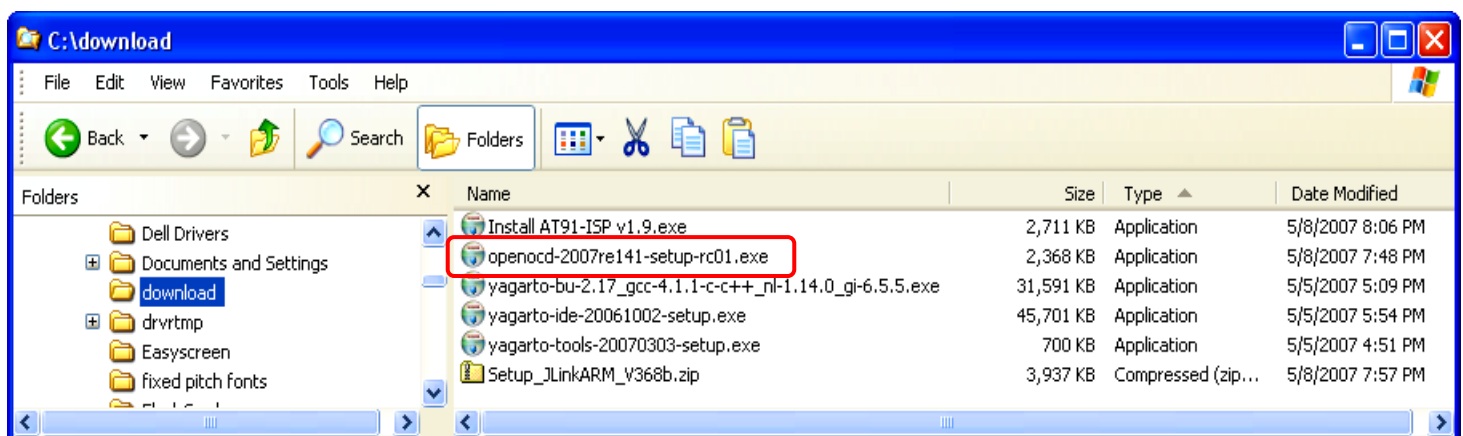 C:\download
File Edit View Favorites Tools Help
Back Search Folders
Folders x Name Size Type Date Modified
Dell Drivers
Documents and Settings
download
drvrtmp
Easyscreen
fixed pitch fonts
Install AT91-ISP v1.9.exe 2,711 KB Application 5/8/2007 8:06 PM
openocd-2007re141-setup-rc01.exe 2,368 KB Application 5/8/2007 7:48 PM
yagarto-bu-2.17_gcc-4.1.1-c-c++_nl-1.14.0_gi-6.5.5.exe 31,591 KB Application 5/5/2007 5:09 PM
yagarto-ide-20061002-setup.exe 45,701 KB Application 5/5/2007 5:54 PM
yagarto-tools-20070303-setup.exe 700 KB Application 5/5/2007 4:51 PM
Setup_JLinkARM_V368b.zip 3,937 KB Compressed (zip... 5/8/2007 7:57 PM